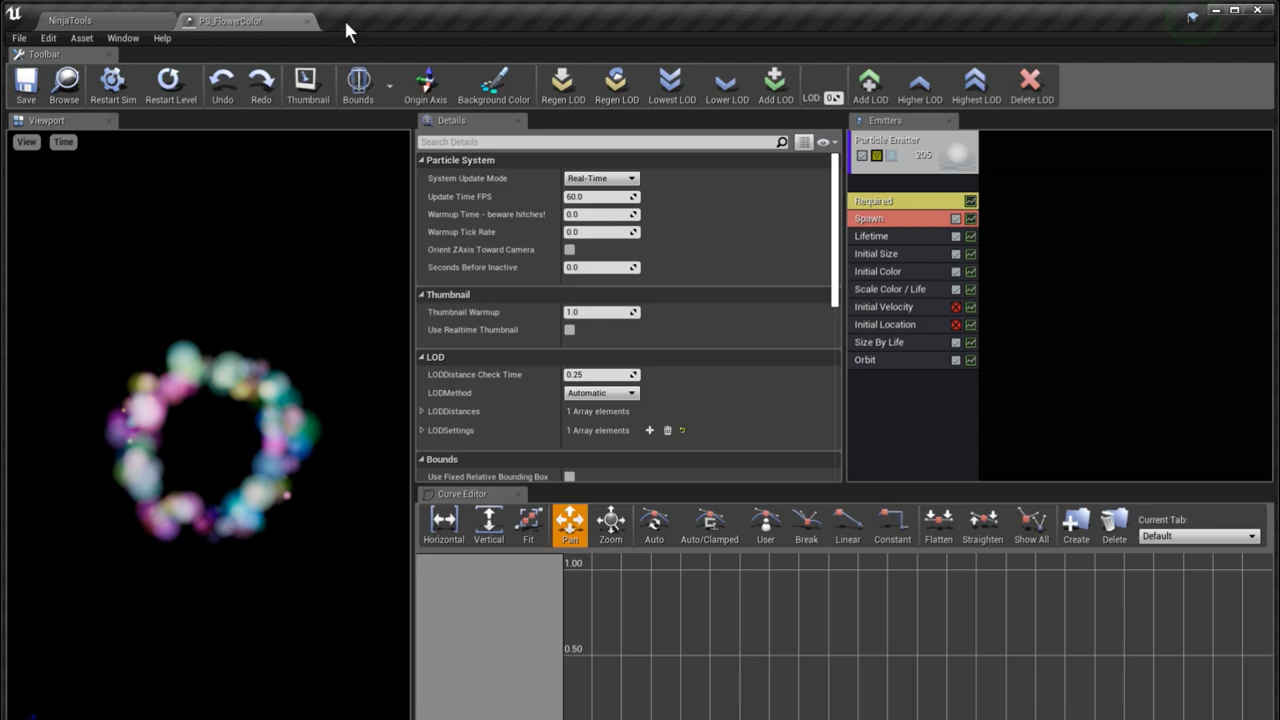 NinjaTools
PS_FlowerColor
File Edit Asset Window Help
Toolbar
Save Browse Restart Sim Restart Level Undo Redo Thumbnail Bounds Origin Axis Background Color Regen LOD Regen LOD Lowest LOD Lower LOD Add LOD LOD: 0 Add LOD Higher LOD Highest LOD Delete LOD
Viewport
View Time
Details
Search Details
Particle System
System Update Mode Real-Time
Update Time FPS 60.0
Warmup Time - beware hitches! 0.0
Warmup Tick Rate 0.0
Orient ZAxis Toward Camera
Seconds Before Inactive 0.0
Thumbnail
Thumbnail Warmup 1.0
Use Realtime Thumbnail
LOD
LODDistance Check Time 0.25
LODMethod Automatic
LODDistances 1 Array elements
LODSettings 1 Array elements
Bounds
Use Fixed Relative Bounding Box
Emitters
Particle Emitter
205
Required
Spawn
Lifetime
Initial Size
Initial Color
Scale Color / Life
Initial Velocity
Initial Location
Size By Life
Orbit
Curve Editor
Horizontal Vertical Fit Pan Zoom Auto Auto/Clamped User Break Linear Constant Flatten Straighten Show All Create Delete
Current Tab:
Default
1.00
0.50